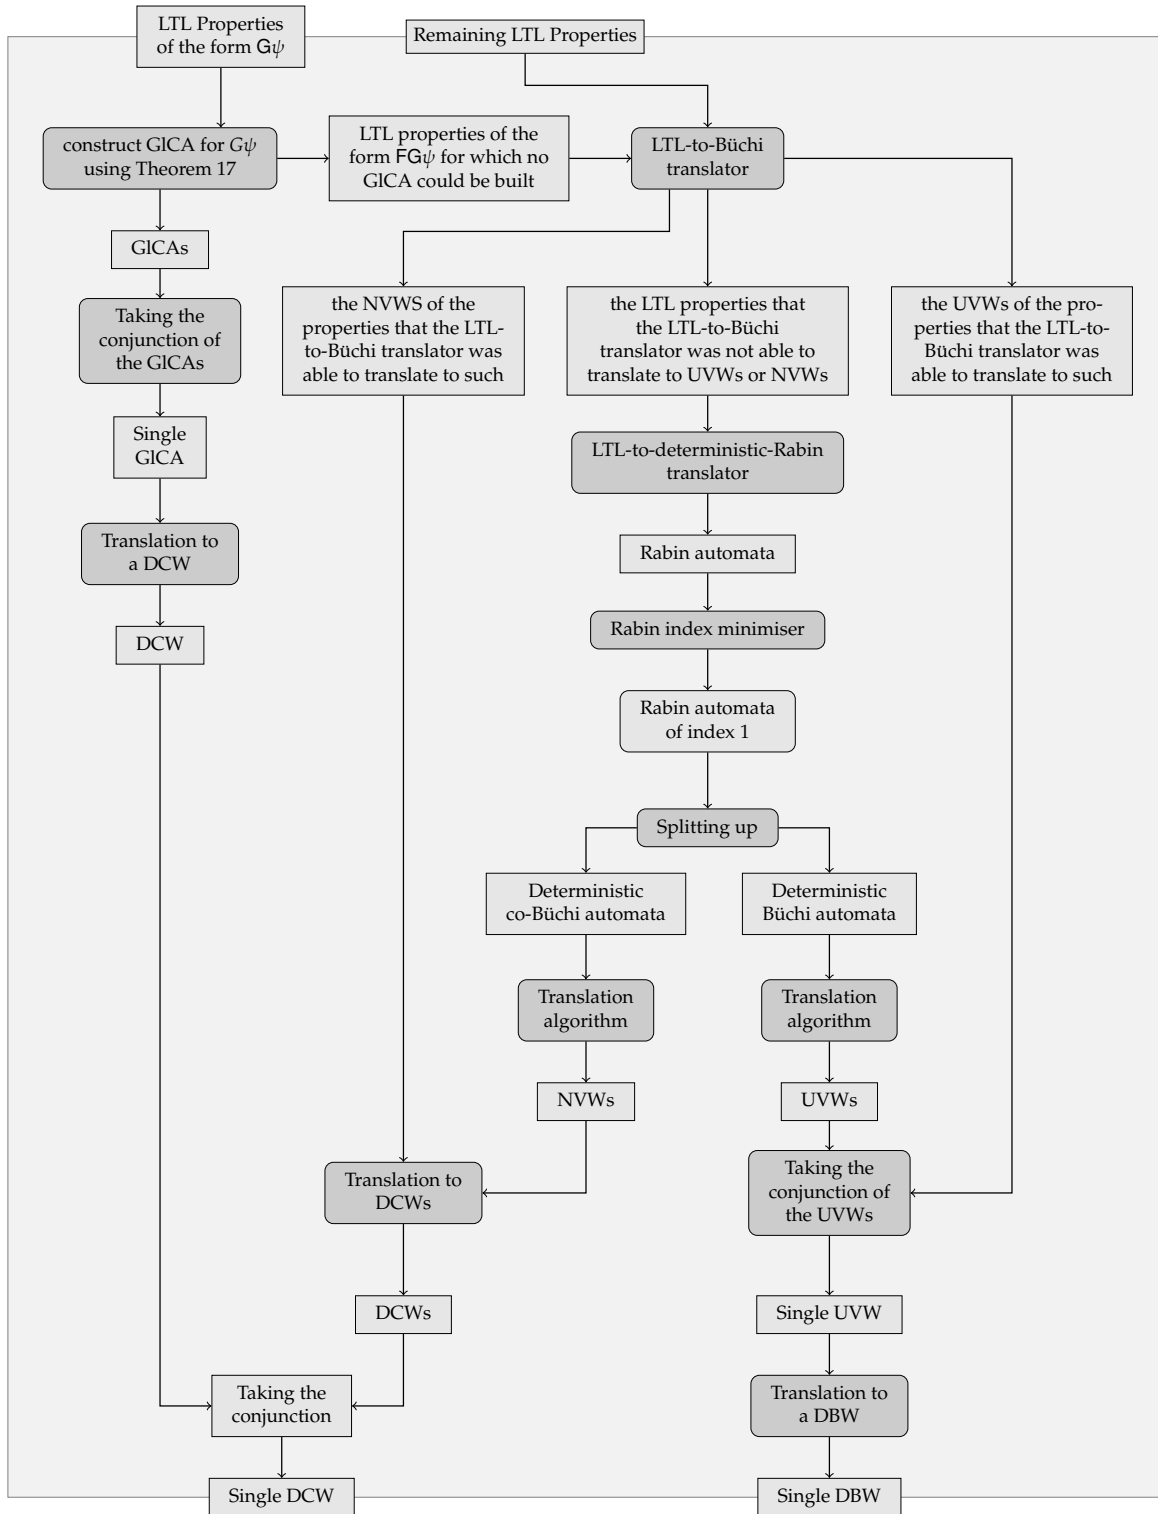 LTL Properties
of the form Gψ
Remaining LTL Properties
construct GlCA for Gψ
using Theorem 17
LTL properties of the
form FGψ for which no
GlCA could be built
LTL-to-Büchi
translator
GlCAs
Taking the
conjunction of
the GlCAs
the NVWS of the
properties that the LTL-
to-Büchi translator was
able to translate to such
the LTL properties that
the LTL-to-Büchi
translator was not able to
translate to UVWs or NVWs
the UVWs of the pro-
perties that the LTL-to-
Büchi translator was
able to translate to such
Single
GlCA
LTL-to-deterministic-Rabin
translator
Translation to
a DCW
Rabin automata
DCW
Rabin index minimiser
Rabin automata
of index 1
Splitting up
Deterministic
co-Büchi automata
Deterministic
Büchi automata
Translation
algorithm
Translation
algorithm
NVWs
UVWs
Translation to
DCWs
Taking the
conjunction of
the UVWs
DCWs
Single UVW
Taking the
conjunction
Translation to
a DBW
Single DCW
Single DBW